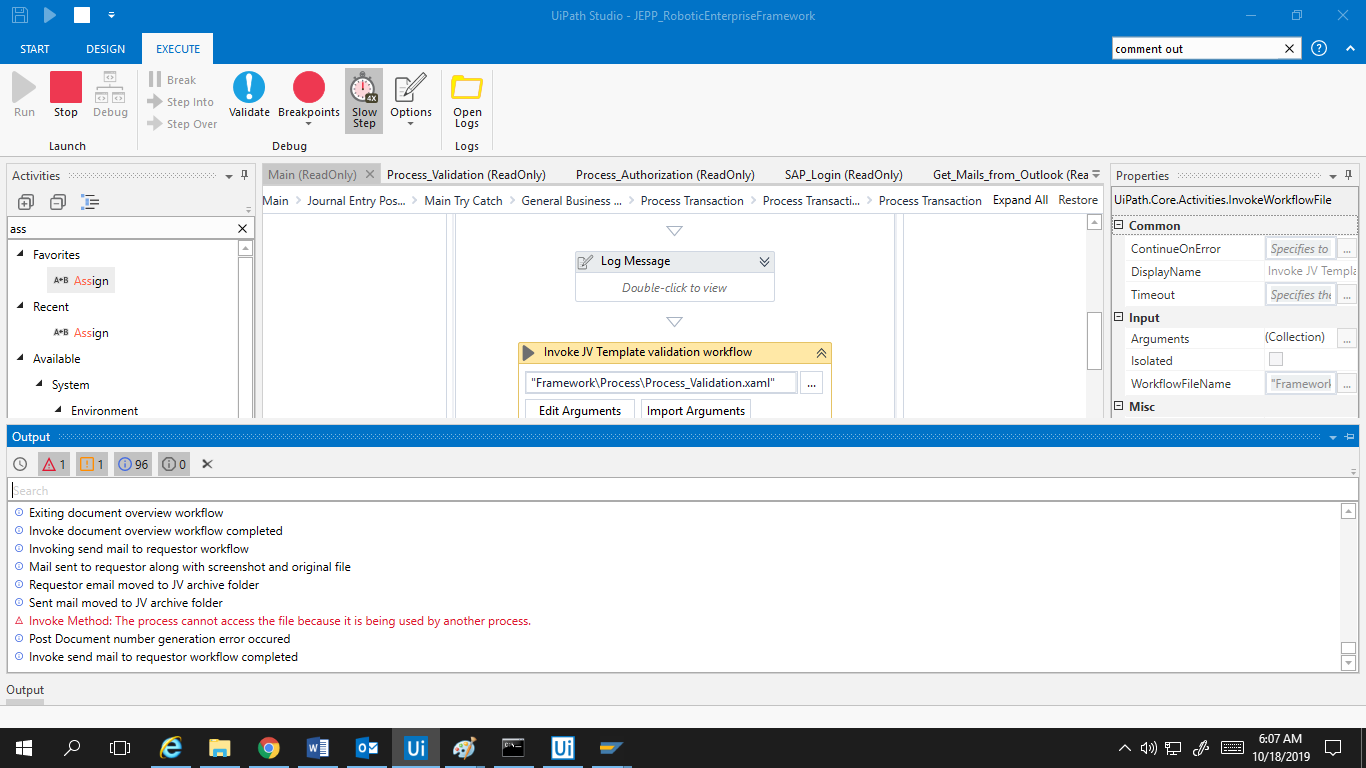 UiPath Studio - JEPP_RoboticEnterpriseFramework
START DESIGN EXECUTE comment out
Run Stop Debug Break Step Into Step Over Validate Breakpoints Slow Step Options Open Logs
4X
Launch Debug Logs
Activities
ass
Favorites
A+B Assign
Recent
A+B Assign
Available
System
Environment
Main (ReadOnly) Process_Validation (ReadOnly) Process_Authorization (ReadOnly) SAP_Login (ReadOnly) Get_Mails_from_Outlook (Rea
Main Journal Entry Pos... Main Try Catch General Business ... Process Transaction Process Transacti... Process Transaction Expand All Restore
Log Message
Double-click to view
Invoke JV Template validation workflow
"Framework\Process\Process_Validation.xaml" ...
Edit Arguments Import Arguments
Properties
UiPath.Core.Activities.InvokeWorkflowFile
Common
ContinueOnError Specifies to ...
DisplayName Invoke JV Templa
Timeout Specifies the ...
Input
Arguments (Collection) ...
Isolated
WorkflowFileName "Framework ...
Misc
Output
1 1 96 0
Search
Exiting document overview workflow
Invoke document overview workflow completed
Invoking send mail to requestor workflow
Mail sent to requestor along with screenshot and original file
Requestor email moved to JV archive folder
Sent mail moved to JV archive folder
Invoke Method: The process cannot access the file because it is being used by another process.
Post Document number generation error occured
Invoke send mail to requestor workflow completed
Output
Ui Ui
6:07 AM
10/18/2019